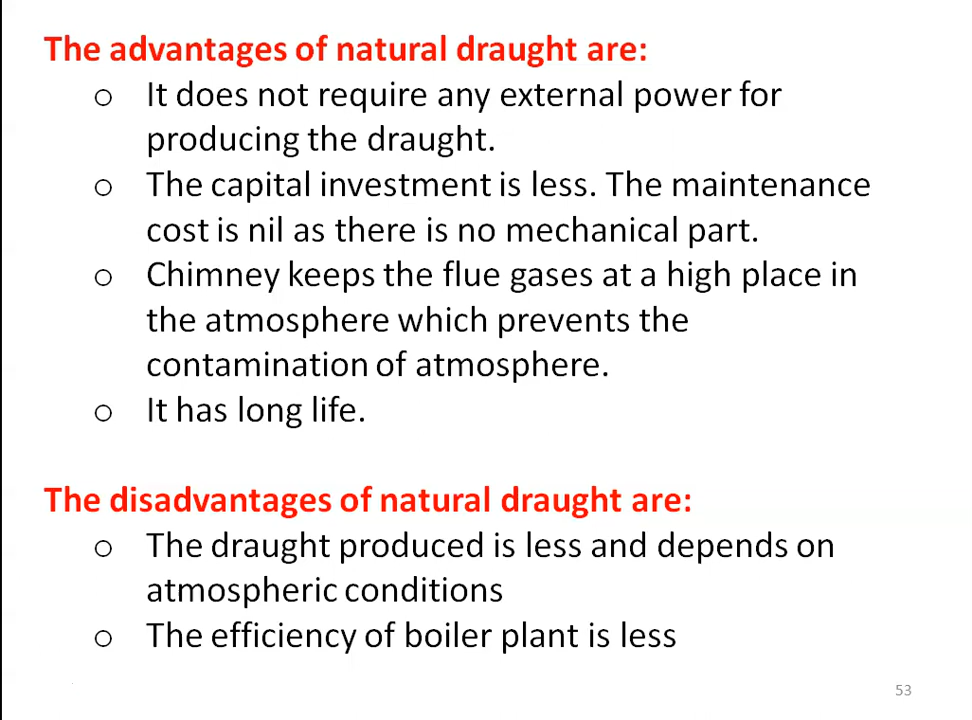 The advantages of natural draught are:
o It does not require any external power for
producing the draught.
o The capital investment is less. The maintenance
cost is nil as there is no mechanical part.
o Chimney keeps the flue gases at a high place in
the atmosphere which prevents the
contamination of atmosphere.
o It has long life.
The disadvantages of natural draught are:
o The draught produced is less and depends on
atmospheric conditions
o The efficiency of boiler plant is less
53